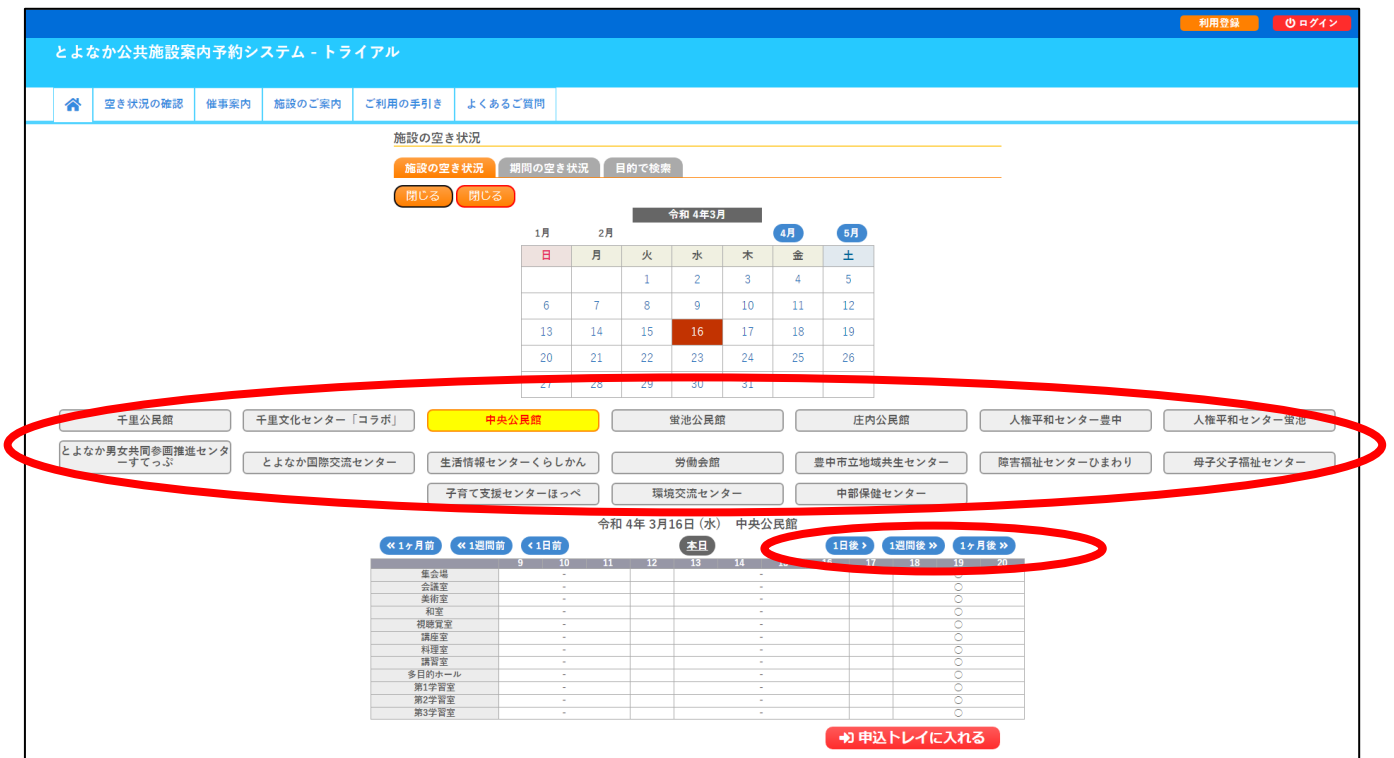 利用登録 ログイン
とよなか公共施設案内予約システム - トライアル
空き状況の確認 催事案内 施設のご案内 ご利用の手引き よくあるご質問
施設の空き状況
施設の空き状況 期間の空き状況 目的で検索
閉じる 閉じる
令和 4年3月
1月 2月 4月 5月
日 月 火 水 木 金 土
1 2 3 4 5
6 7 8 9 10 11 12
13 14 15 16 17 18 19
20 21 22 23 24 25 26
27 28 29 30 31
千里公民館 千里文化センター「コラボ」 中央公民館 蛍池公民館 庄内公民館 人権平和センター豊中 人権平和センター蛍池
とよなか男女共同参画推進センタ
ーすてっぷ とよなか国際交流センター 生活情報センターくらしかん 労働会館 豊中市立地域共生センター 障害福祉センターひまわり 母子父子福祉センター
子育て支援センターほっぺ 環境交流センター 中部保健センター
令和 4年 3月16日 (水) 中央公民館
1ヶ月前 1週間前 1日前 本日 1日後 1週間後 1ヶ月後
9 10 11 12 13 14 15 16 17 18 19 20
集会場 - - ○
会議室 - - ○
美術室 - - ○
和室 - - ○
視聴覚室 - - ○
講座室 - - ○
料理室 - - ○
講習室 - - ○
多目的ホール - - ○
第1学習室 - - ○
第2学習室 - - ○
第3学習室 - - ○
申込トレイに入れる